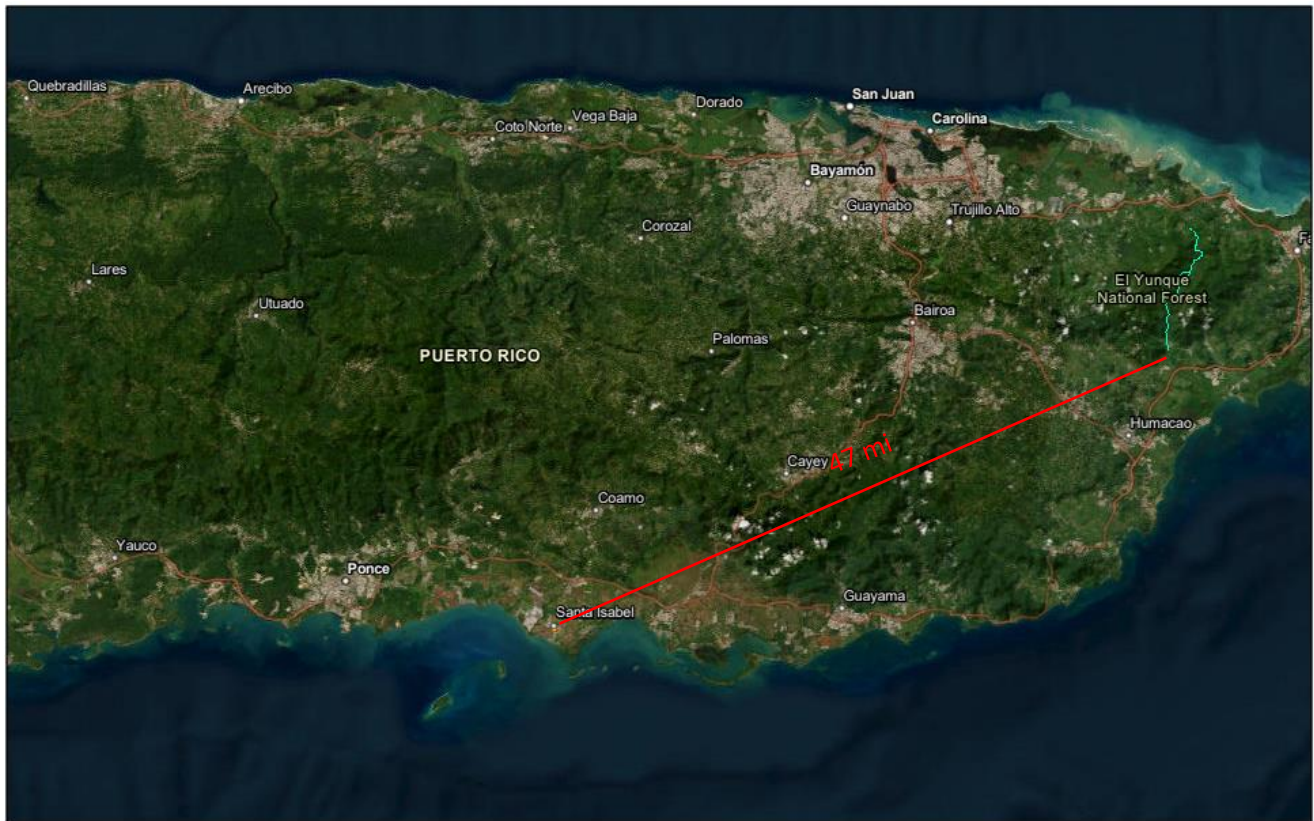 Quebradillas
Arecibo
San Juan
Dorado
Vega Baja
Coto Norte
Carolina
Bayamón
Guaynabo
Trujillo Alto
Corozal
Lares
Utuado
El Yunque
National Forest
Bairoa
Palomas
PUERTO RICO
Humacao
47 mi
Cayey
Coamo
Yauco
Ponce
Santa Isabel
Guayama